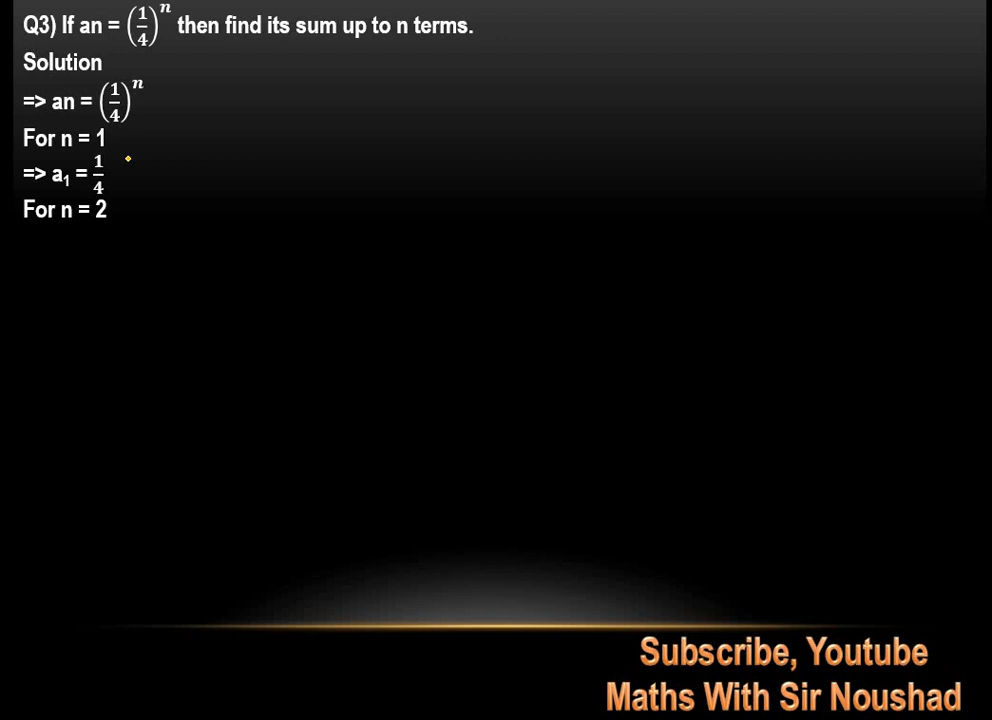 Q3) If an = (1/4)^n then find its sum up to n terms.
Solution
=> an = (1/4)^n
For n = 1
=> a₁ = 1/4
For n = 2
Subscribe, Youtube
Maths With Sir Noushad